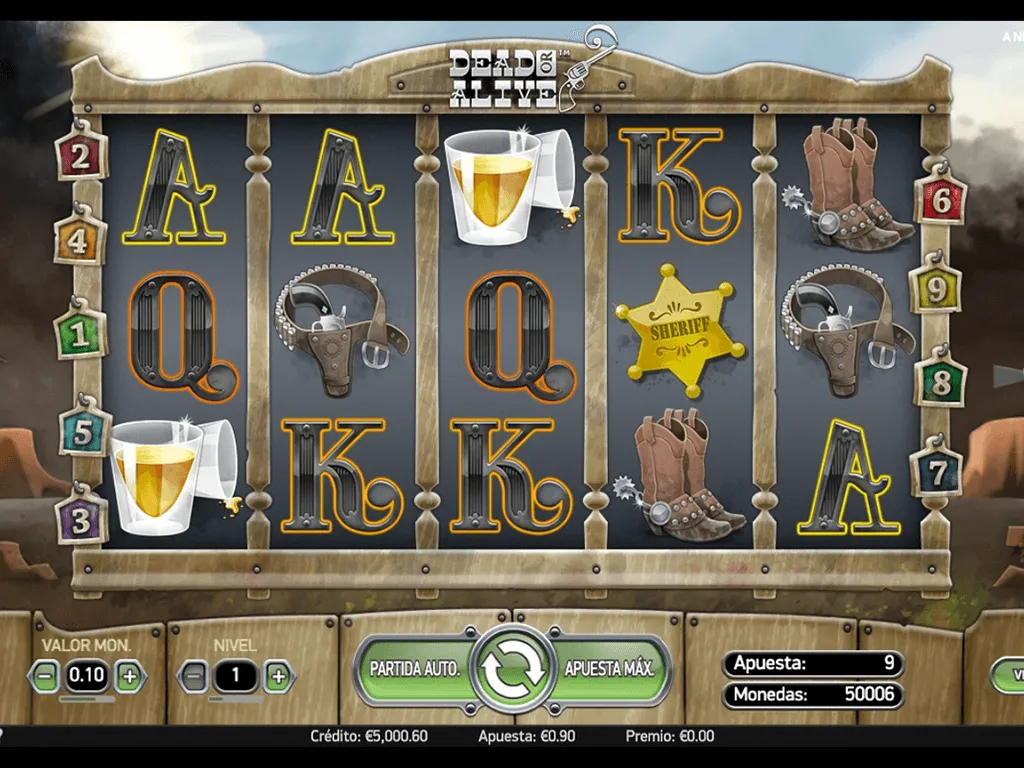 A N
DEAD OR ™
ALIVE
A A K
2
6
4
Q Q SHERIFF
9
1
8
5
K K A
7
3
VALOR MON. NIVEL
− 0.10 + − 1 +
PARTIDA AUTO. APUESTA MÁX.
Apuesta: 9
Monedas: 50006
Crédito: €5,000.60 Apuesta: €0.90 Premio: €0.00